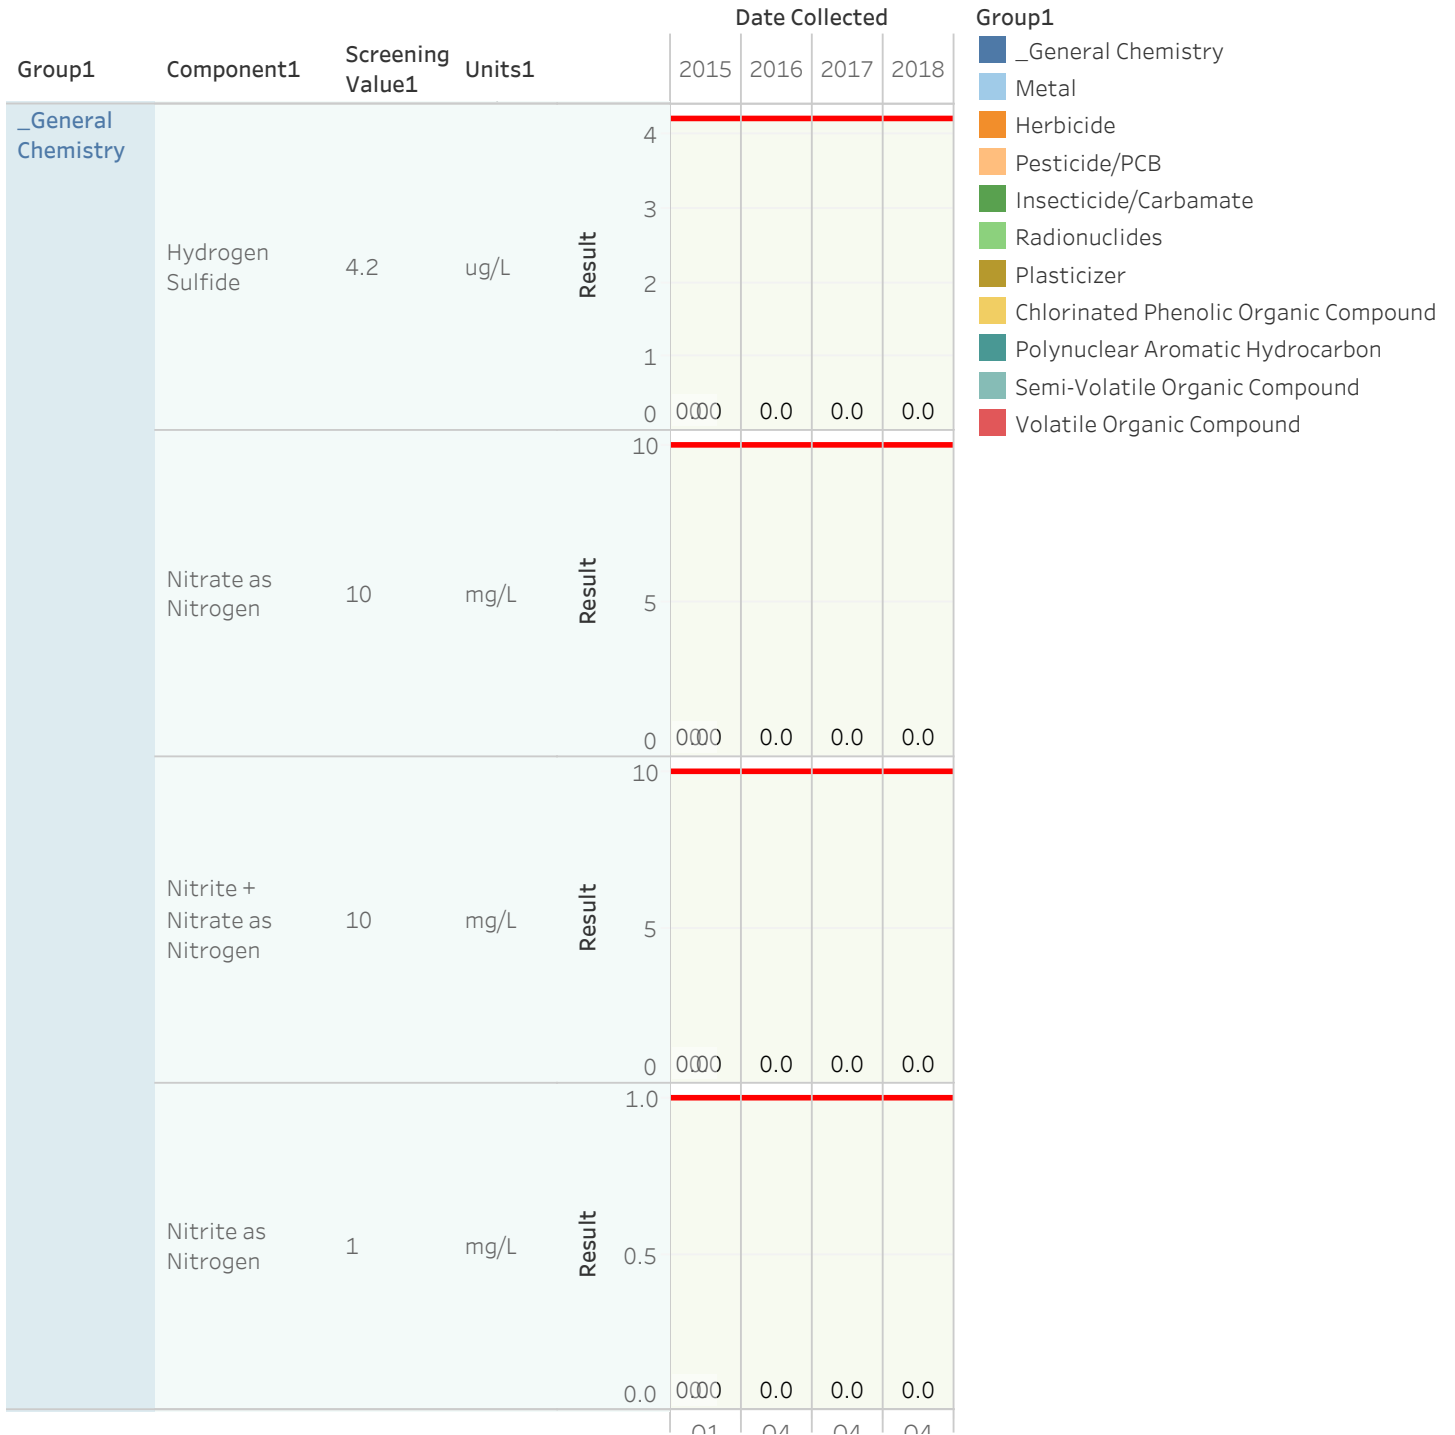 Date Collected
Group1
Component1
Screening
Value1
Units1
2015 2016 2017 2018
_General
Chemistry
Hydrogen
Sulfide
4.2
ug/L
Result
4
3
2
1
0
0.0 0.0 0.0
Nitrate as
Nitrogen
10
mg/L
Result
10
5
0
0.0 0.0 0.0
Nitrite +
Nitrate as
Nitrogen
10
mg/L
Result
10
5
0
0.0 0.0 0.0
Nitrite as
Nitrogen
1
mg/L
Result
1.0
0.5
0.0
0.0 0.0 0.0
Group1
_General Chemistry
Metal
Herbicide
Pesticide/PCB
Insecticide/Carbamate
Radionuclides
Plasticizer
Chlorinated Phenolic Organic Compound
Polynuclear Aromatic Hydrocarbon
Semi-Volatile Organic Compound
Volatile Organic Compound